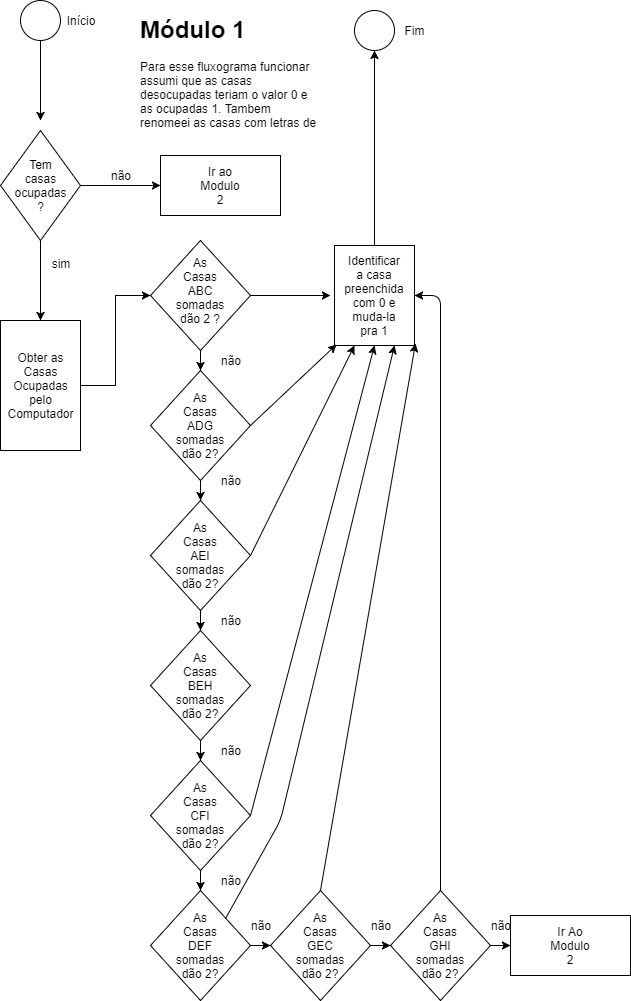 Início
Módulo 1
Fim
Para esse fluxograma funcionar
assumi que as casas
desocupadas teriam o valor 0 e
as ocupadas 1. Tambem
renomeei as casas com letras de
Tem
casas
ocupadas
?
não
Ir ao
Modulo
2
sim
As
Casas
ABC
somadas
dão 2 ?
Identificar
a casa
preenchida
com 0 e
muda-la
pra 1
Obter as
Casas
Ocupadas
pelo
Computador
não
As
Casas
ADG
somadas
dão 2?
não
As
Casas
AEI
somadas
dão 2?
não
As
Casas
BEH
somadas
dão 2?
não
As
Casas
CFI
somadas
dão 2?
não
As
Casas
DEF
somadas
dão 2?
não
As
Casas
GEC
somadas
dão 2?
não
As
Casas
GHI
somadas
dão 2?
não
Ir Ao
Modulo
2